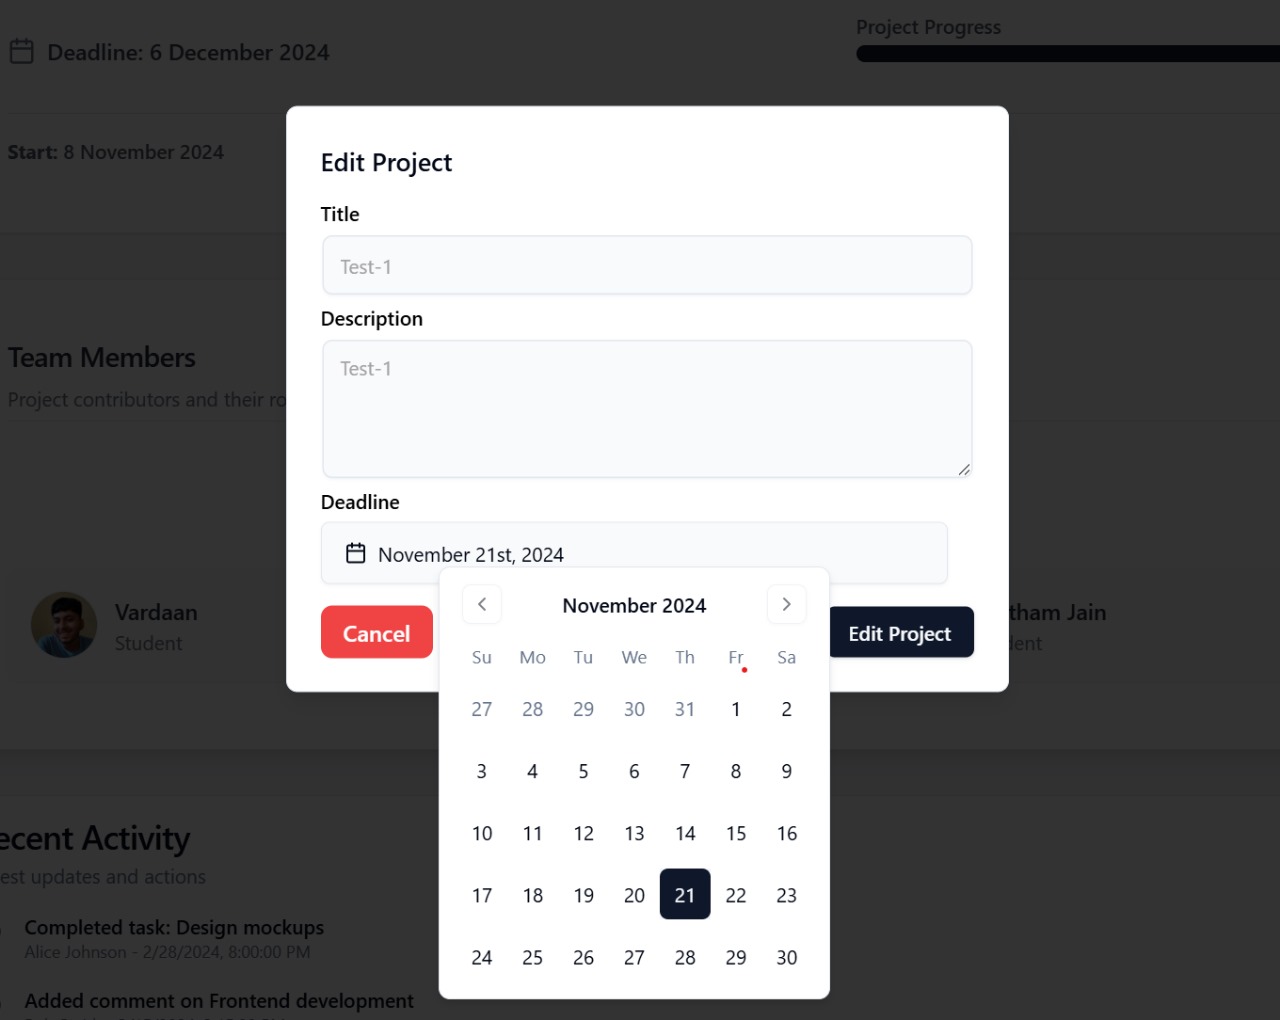 Project Progress
Deadline: 6 December 2024
Start: 8 November 2024
Edit Project
Title
Test-1
Description
Test-1
Team Members
Project contributors and their ro
Deadline
November 21st, 2024
Vardaan
Student
Cancel
Edit Project
tham Jain
dent
November 2024
Su Mo Tu We Th Fr Sa
27 28 29 30 31 1 2
3 4 5 6 7 8 9
10 11 12 13 14 15 16
17 18 19 20 21 22 23
24 25 26 27 28 29 30
ecent Activity
est updates and actions
Completed task: Design mockups
Alice Johnson - 2/28/2024, 8:00:00 PM
Added comment on Frontend development